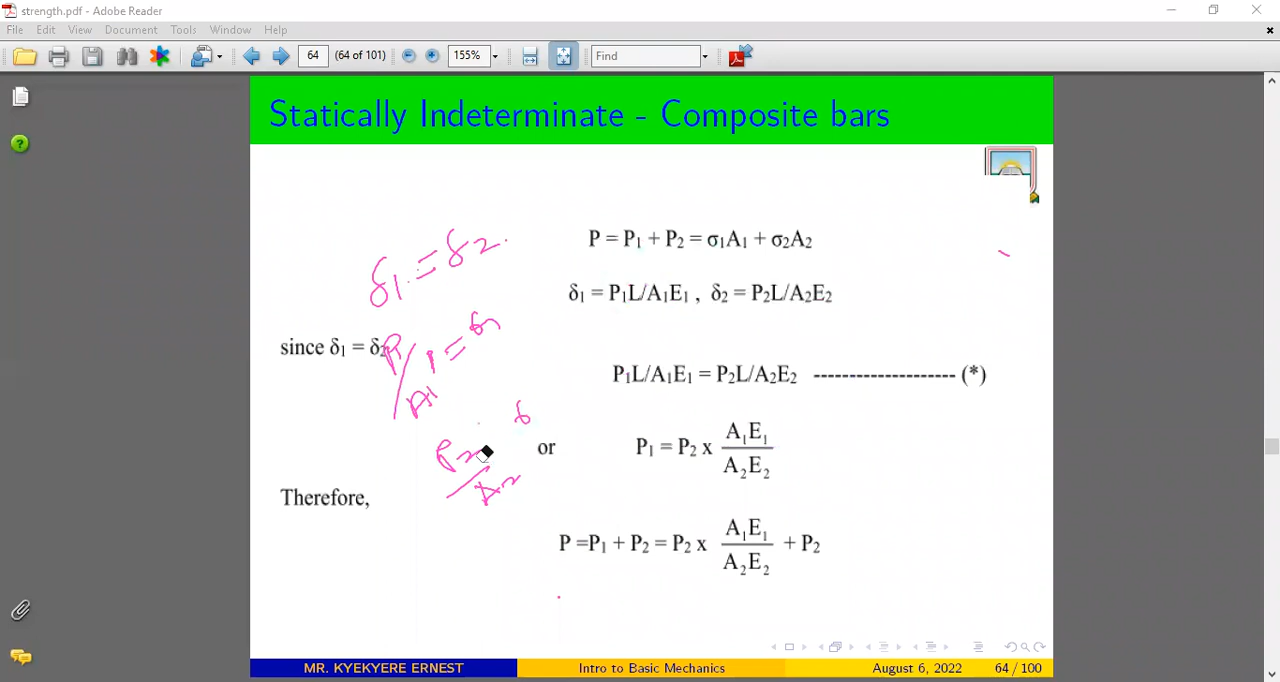 strength.pdf - Adobe Reader
File Edit View Document Tools Window Help
64 (64 of 101) 155% Find
Statically Indeterminate - Composite bars
P = P₁ + P₂ = σ₁A₁ + σ₂A₂
δ1 = δ2
δ₁ = P₁L/A₁E₁ , δ₂ = P₂L/A₂E₂
since δ₁ = δ₂
P₁L/A₁E₁ = P₂L/A₂E₂ -------------------- (*)
or P₁ = P₂ x A₁E₁ / A₂E₂
P2 / A2
Therefore,
P =P₁ + P₂ = P₂ x A₁E₁ / A₂E₂ + P₂
MR. KYEKYERE ERNEST Intro to Basic Mechanics August 6, 2022 64 / 100